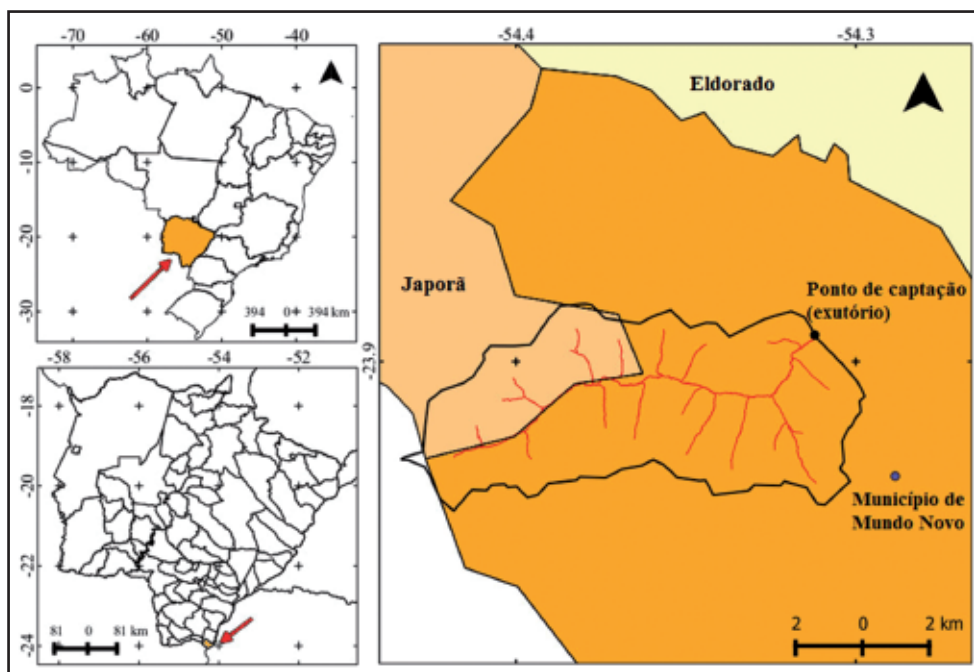 -70
-60
-50
-40
0
-10
-20
-30
394 0 394 km
-58
-56
-54
-52
-18
-20
-22
-24
81 0 81 km
-54.4
-54.3
-23.9
Eldorado
Japorã
Ponto de captação
(exutório)
Município de
Mundo Novo
2 0 2 km